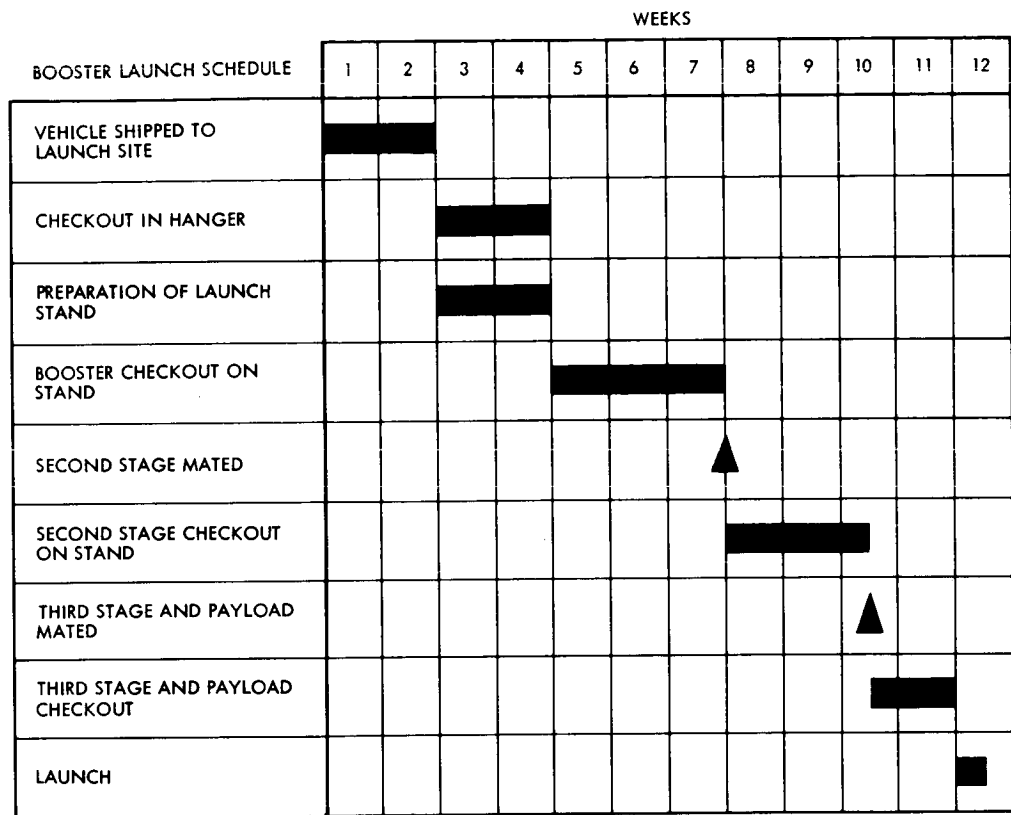 WEEKS
BOOSTER LAUNCH SCHEDULE 1 2 3 4 5 6 7 8 9 10 11 12
VEHICLE SHIPPED TO
LAUNCH SITE
CHECKOUT IN HANGER
PREPARATION OF LAUNCH
STAND
BOOSTER CHECKOUT ON
STAND
SECOND STAGE MATED
SECOND STAGE CHECKOUT
ON STAND
THIRD STAGE AND PAYLOAD
MATED
THIRD STAGE AND PAYLOAD
CHECKOUT
LAUNCH